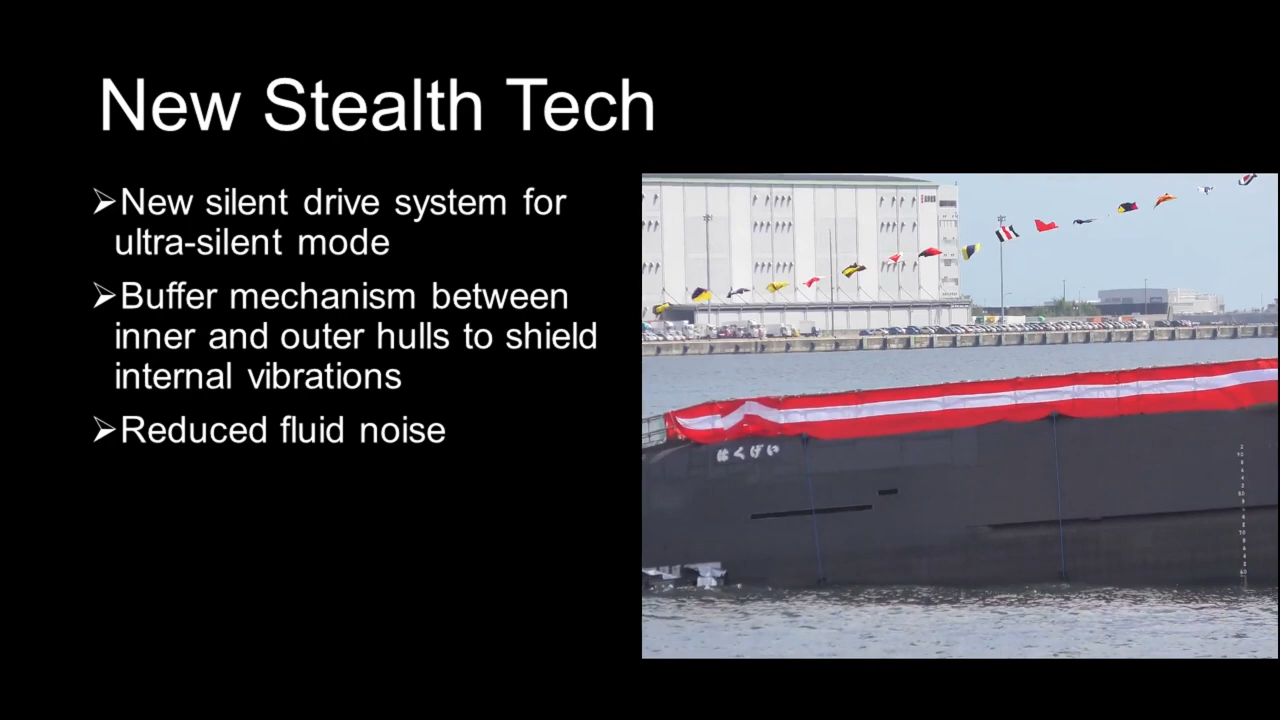 New Stealth Tech
➢New silent drive system for
ultra-silent mode
➢Buffer mechanism between
inner and outer hulls to shield
internal vibrations
➢Reduced fluid noise
はくげい